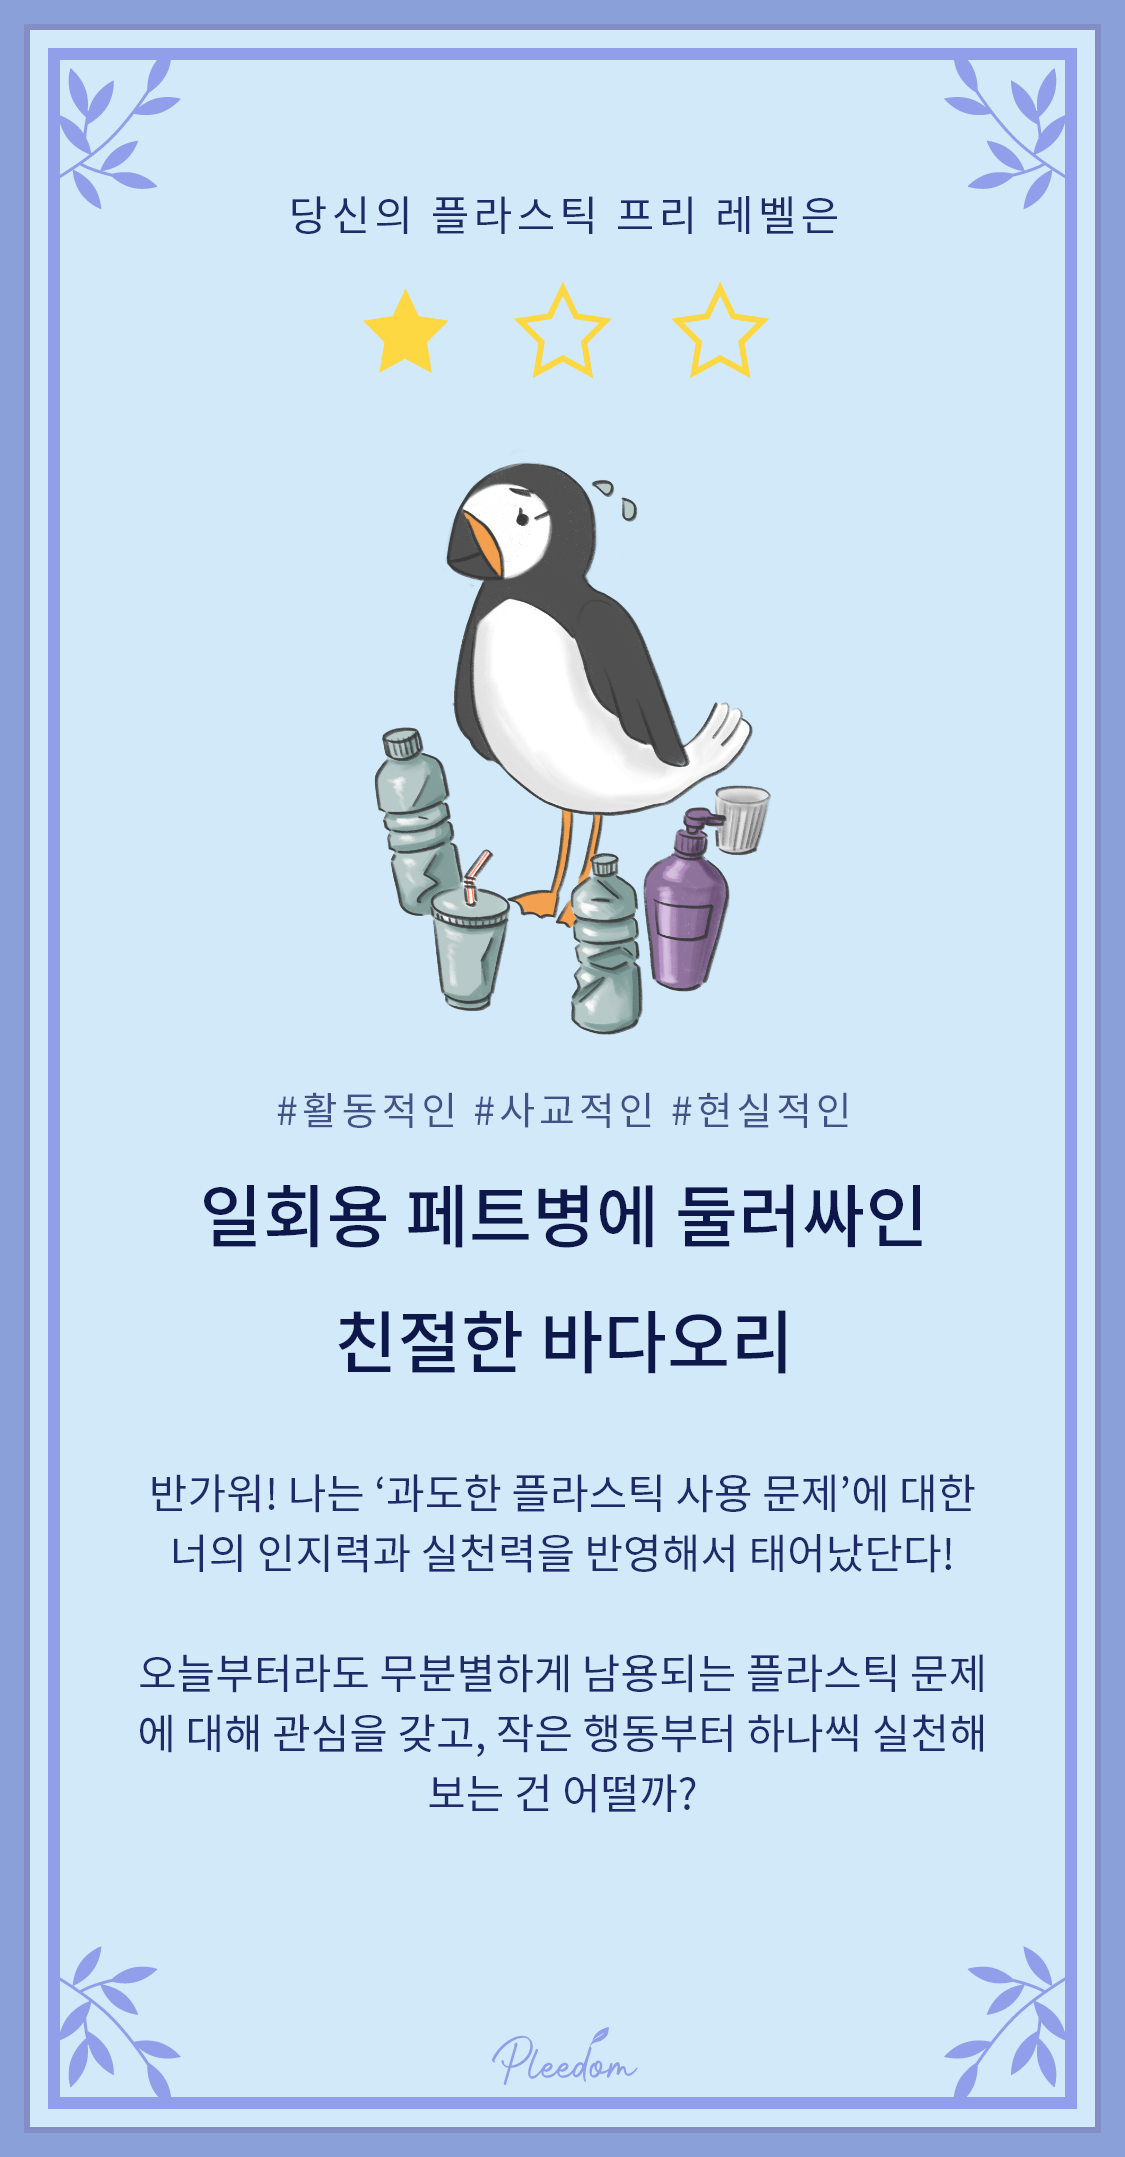 당신의 플라스틱 프리 레벨은
#활동적인 #사교적인 #현실적인
일회용 페트병에 둘러싸인
친절한 바다오리
반가워! 나는 ‘과도한 플라스틱 사용 문제’에 대한
너의 인지력과 실천력을 반영해서 태어났단다!
오늘부터라도 무분별하게 남용되는 플라스틱 문제
에 대해 관심을 갖고, 작은 행동부터 하나씩 실천해
보는 건 어떨까?
Pleedom